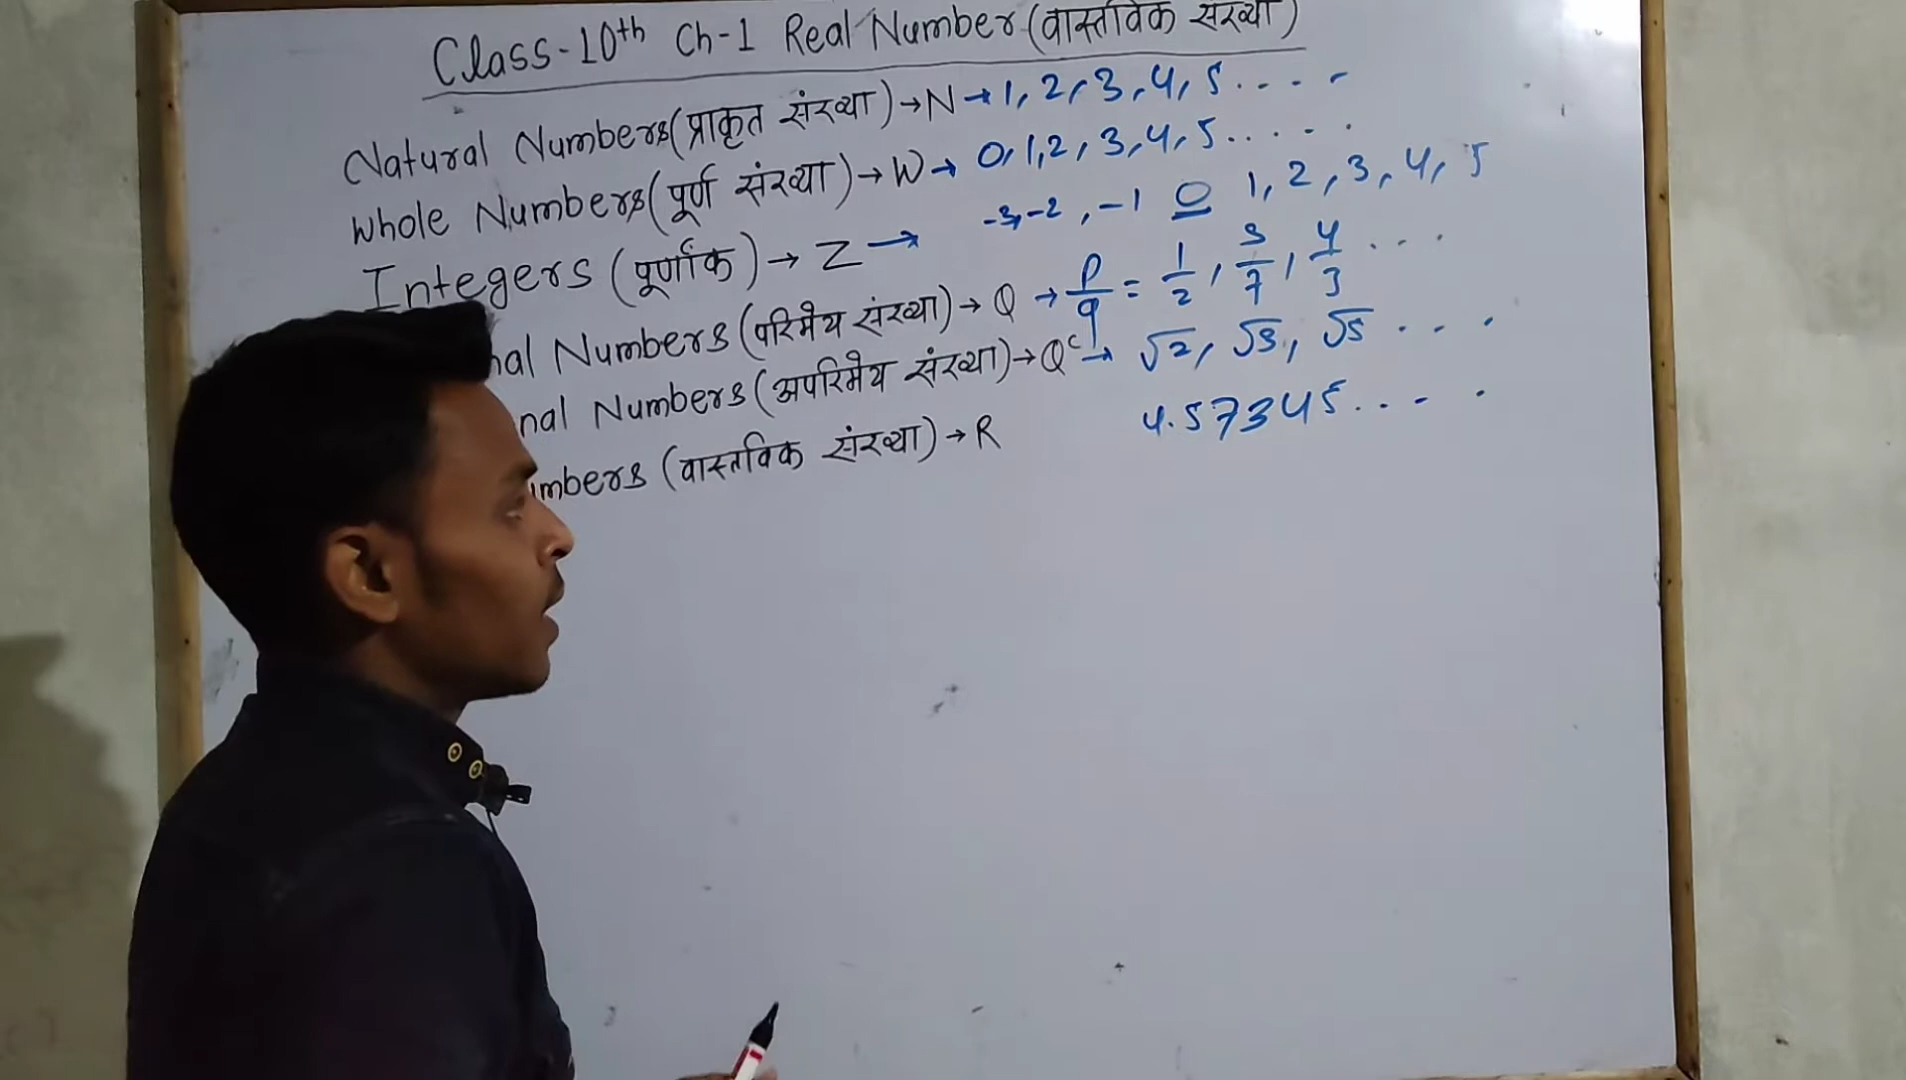 Class-10th Ch-1 Real Number (वास्तविक संख्या)
Natural Numbers (प्राकृत संख्या) → N → 1, 2, 3, 4, 5 . . . .
Whole Numbers (पूर्ण संख्या) → W → 0, 1, 2, 3, 4, 5 . . . . .
Integers (पूर्णांक) → Z → -3, -2, -1 0 1, 2, 3, 4, 5
nal Numbers (परिमेय संख्या) → Q → p/q = 1/2, 3/7, 4/3 . . .
nal Numbers (अपरिमेय संख्या) → Qᶜ → √2, √3, √5 . . .
umbers (वास्तविक संख्या) → R 4.57345 . . . .